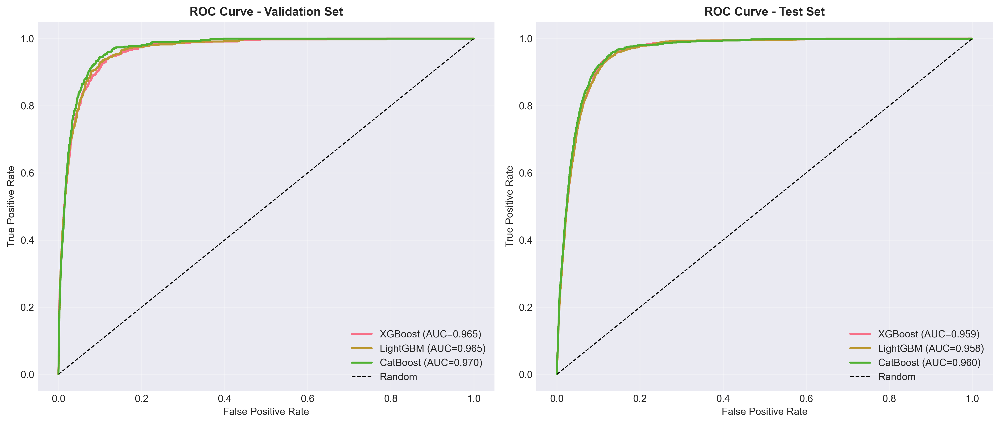 ROC Curve - Validation Set
1.0
0.8
0.6
0.4
0.2
0.0
True Positive Rate
XGBoost (AUC=0.965)
LightGBM (AUC=0.965)
CatBoost (AUC=0.970)
Random
0.0 0.2 0.4 0.6 0.8 1.0
False Positive Rate
ROC Curve - Test Set
1.0
0.8
0.6
0.4
0.2
0.0
True Positive Rate
XGBoost (AUC=0.959)
LightGBM (AUC=0.958)
CatBoost (AUC=0.960)
Random
0.0 0.2 0.4 0.6 0.8 1.0
False Positive Rate